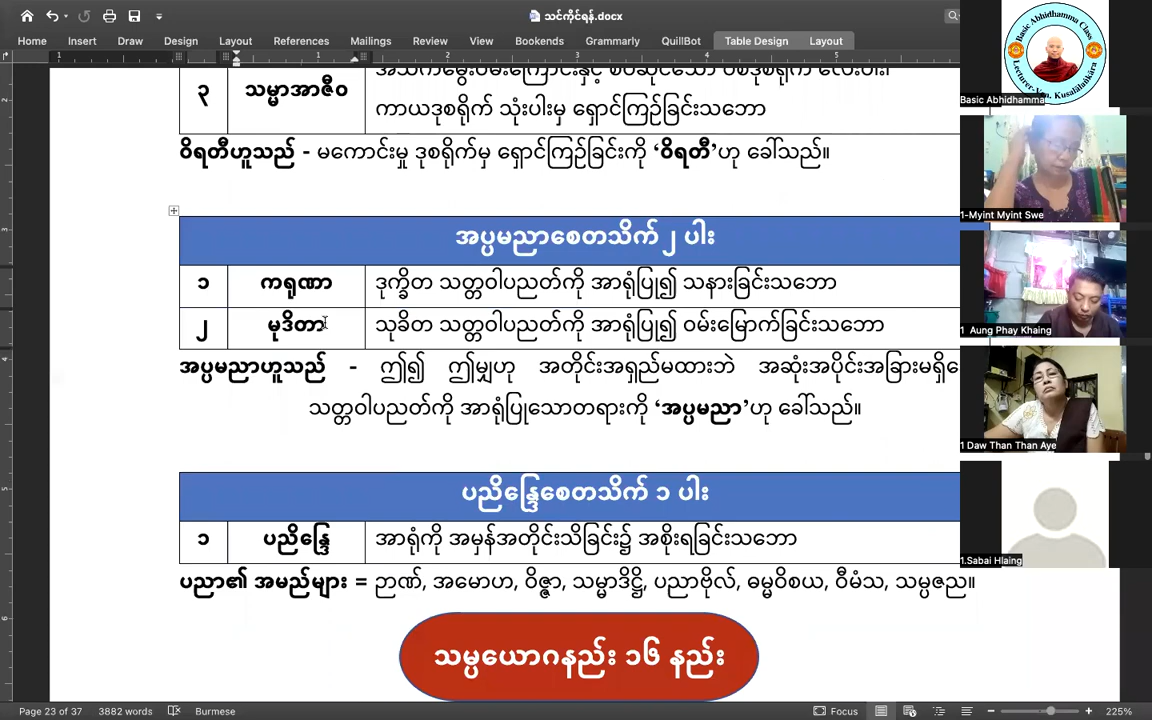 သင်ကိုင်ရန်.docx
Home Insert Draw Design Layout References Mailings Review View Bookends Grammarly QuillBot Table Design Layout
၃ သမ္မာအာဇီဝ
ကာယဒုစရိုက် သုံးပါးမှ ရှောင်ကြဉ်ခြင်းသဘော
ဝိရတီဟူသည် - မကောင်းမှု ဒုစရိုက်မှ ရှောင်ကြဉ်ခြင်းကို ‘ဝိရတီ’ဟု ခေါ်သည်။
အပ္ပမညာစေတသိက် ၂ ပါး
၁ ကရုဏာ ဒုက္ခိတ သတ္တဝါပညတ်ကို အာရုံပြု၍ သနားခြင်းသဘော
၂ မုဒိတာ သုခိတ သတ္တဝါပညတ်ကို အာရုံပြု၍ ဝမ်းမြောက်ခြင်းသဘော
အပ္ပမညာဟူသည် - ဤ၍ ဤမျှဟု အတိုင်းအရှည်မထားဘဲ အဆုံးအပိုင်းအခြားမရှိ
သတ္တဝါပညတ်ကို အာရုံပြုသောတရားကို ‘အပ္ပမညာ’ဟု ခေါ်သည်။
ပညိန္ဒြေစေတသိက် ၁ ပါး
၁ ပညိန္ဒြေ အာရုံကို အမှန်အတိုင်းသိခြင်း၌ အစိုးရခြင်းသဘော
ပညာ၏ အမည်များ = ဉာဏ်, အမောဟ, ဝိဇ္ဇာ, သမ္မာဒိဋ္ဌိ, ပညာဗိုလ်, ဓမ္မဝိစယ, ဝီမံသ, သမ္ပဇည။
သမ္ပယောဂနည်း ၁၆ နည်း
Page 23 of 37 3882 words Burmese Focus 225%
Basic Abhidhamma Class
Lecturer-Ven. Kusalālaṅkāra
Basic Abhidhamma
1-Myint Myint Swe
1 Aung Phay Khaing
1 Daw Than Than Aye
1.Sabai Hlaing